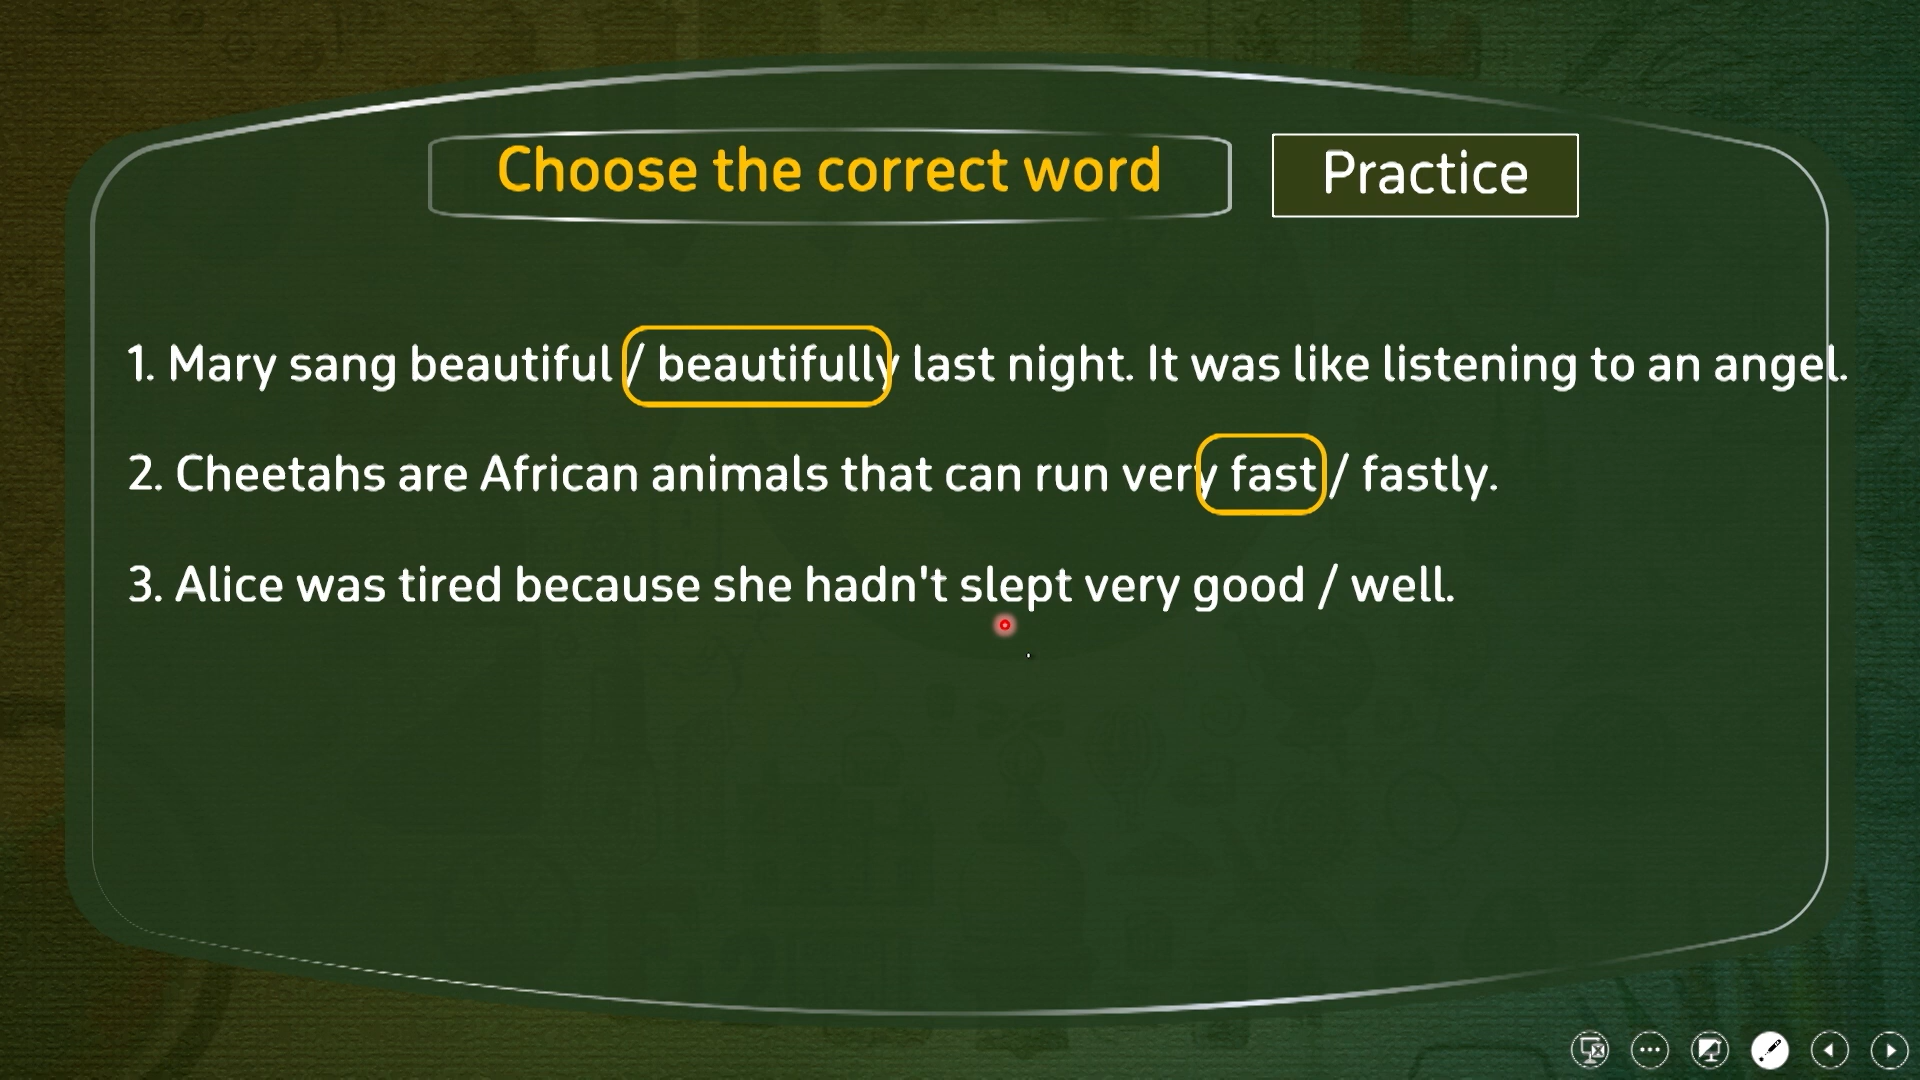 Choose the correct word
Practice
1. Mary sang beautiful / beautifully last night. It was like listening to an angel.
2. Cheetahs are African animals that can run very fast / fastly.
3. Alice was tired because she hadn't slept very good / well.